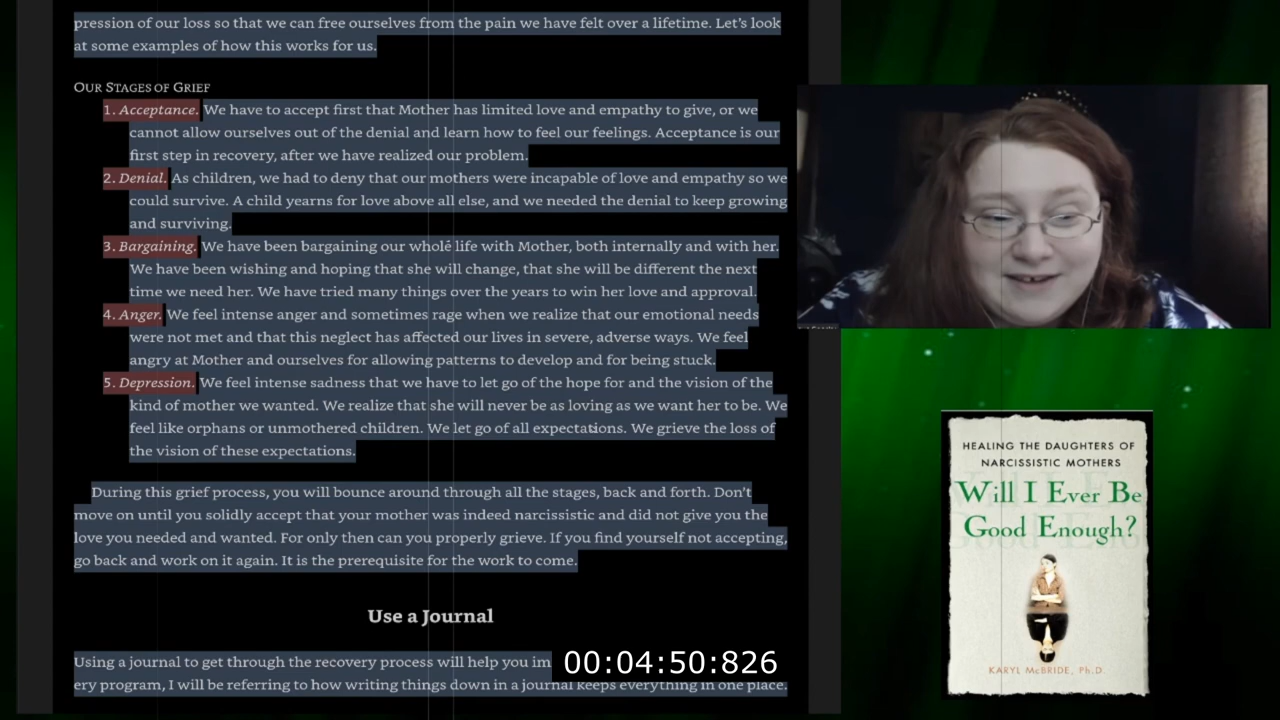 pression of our loss so that we can free ourselves from the pain we have felt over a lifetime. Let's look
at some examples of how this works for us.
OUR STAGES OF GRIEF
1. Acceptance. We have to accept first that Mother has limited love and empathy to give, or we
cannot allow ourselves out of the denial and learn how to feel our feelings. Acceptance is our
first step in recovery, after we have realized our problem.
2. Denial. As children, we had to deny that our mothers were incapable of love and empathy so we
could survive. A child yearns for love above all else, and we needed the denial to keep growing
and surviving.
3. Bargaining. We have been bargaining our whole life with Mother, both internally and with her.
We have been wishing and hoping that she will change, that she will be different the next
time we need her. We have tried many things over the years to win her love and approval.
4. Anger. We feel intense anger and sometimes rage when we realize that our emotional needs
were not met and that this neglect has affected our lives in severe, adverse ways. We feel
angry at Mother and ourselves for allowing patterns to develop and for being stuck.
5. Depression. We feel intense sadness that we have to let go of the hope for and the vision of the
kind of mother we wanted. We realize that she will never be as loving as we want her to be. We
feel like orphans or unmothered children. We let go of all expectations. We grieve the loss of
the vision of these expectations.
During this grief process, you will bounce around through all the stages, back and forth. Don't
move on until you solidly accept that your mother was indeed narcissistic and did not give you the
love you needed and wanted. For only then can you properly grieve. If you find yourself not accepting,
go back and work on it again. It is the prerequisite for the work to come.
Use a Journal
Using a journal to get through the recovery process will help you im
ery program, I will be referring to how writing things down in a journal keeps everything in one place.
00:04:50:826
HEALING THE DAUGHTERS OF
NARCISSISTIC MOTHERS
Will I Ever Be
Good Enough?
KARYL McBRIDE, Ph.D.